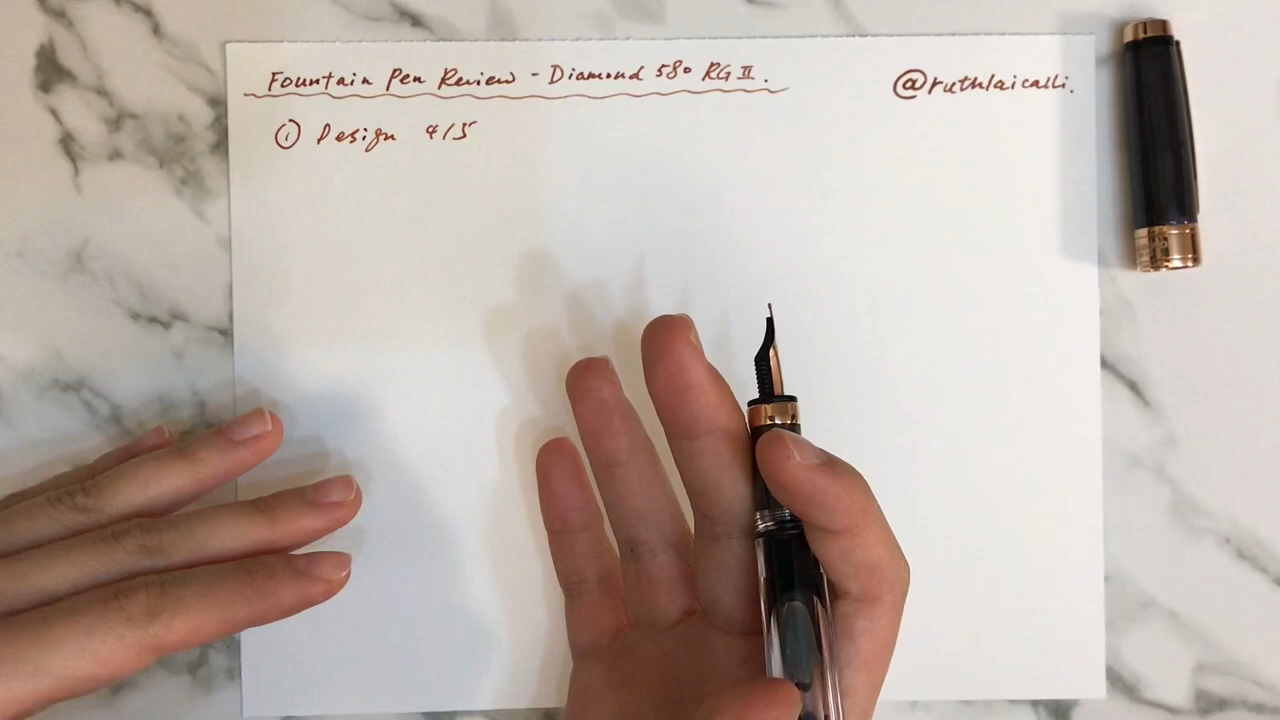 Fountain Pen Review - Diamond 580 RG II.
@ruthlaicalli.
① Design 4/5